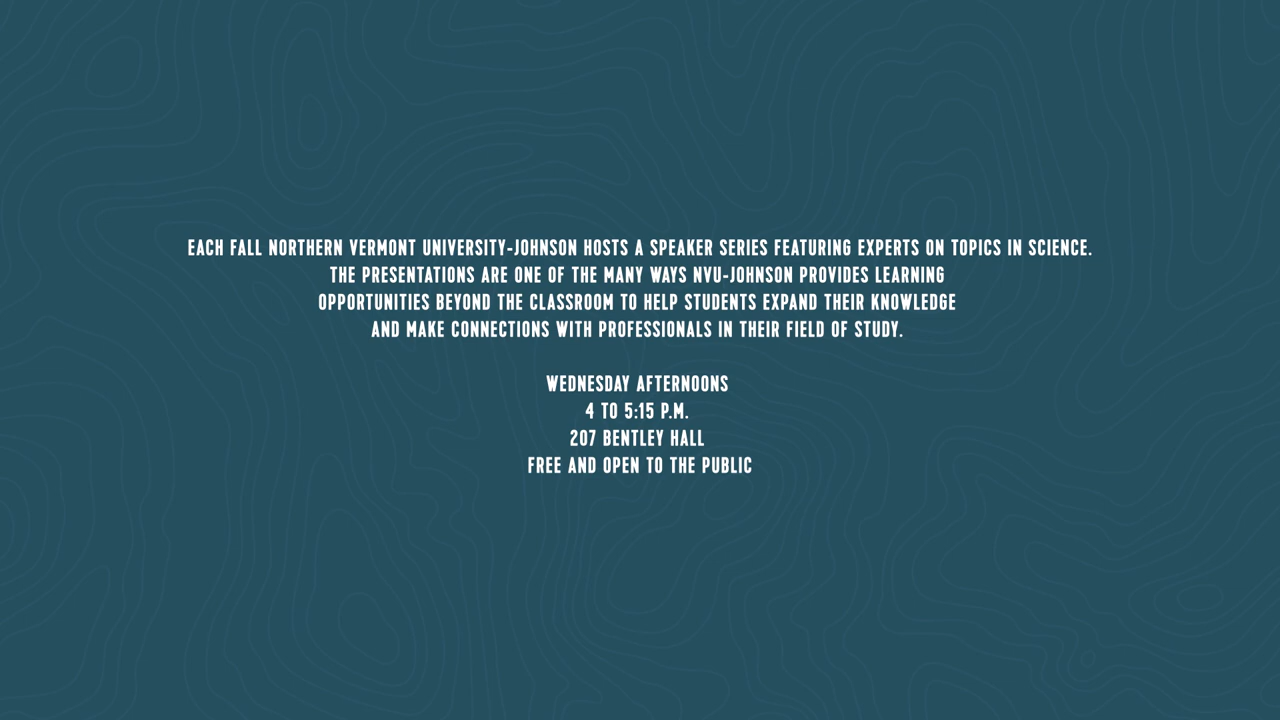 EACH FALL NORTHERN VERMONT UNIVERSITY-JOHNSON HOSTS A SPEAKER SERIES FEATURING EXPERTS ON TOPICS IN SCIENCE.
THE PRESENTATIONS ARE ONE OF THE MANY WAYS NVU-JOHNSON PROVIDES LEARNING
OPPORTUNITIES BEYOND THE CLASSROOM TO HELP STUDENTS EXPAND THEIR KNOWLEDGE
AND MAKE CONNECTIONS WITH PROFESSIONALS IN THEIR FIELD OF STUDY.
WEDNESDAY AFTERNOONS
4 TO 5:15 P.M.
207 BENTLEY HALL
FREE AND OPEN TO THE PUBLIC